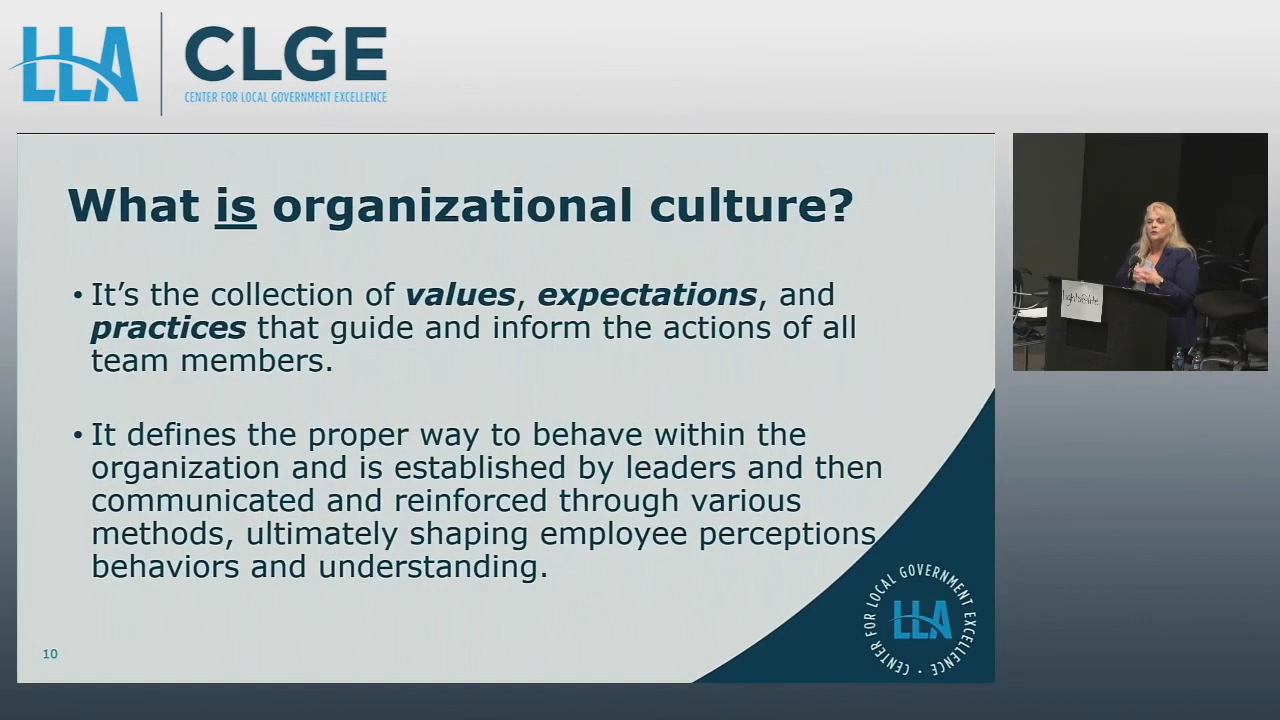 LLA
CLGE
CENTER FOR LOCAL GOVERNMENT EXCELLENCE
What is organizational culture?
• It’s the collection of values, expectations, and
practices that guide and inform the actions of all
team members.
• It defines the proper way to behave within the
organization and is established by leaders and then
communicated and reinforced through various
methods, ultimately shaping employee perceptions
behaviors and understanding.
CENTER FOR LOCAL GOVERNMENT EXCELLENCE •
LLA
10